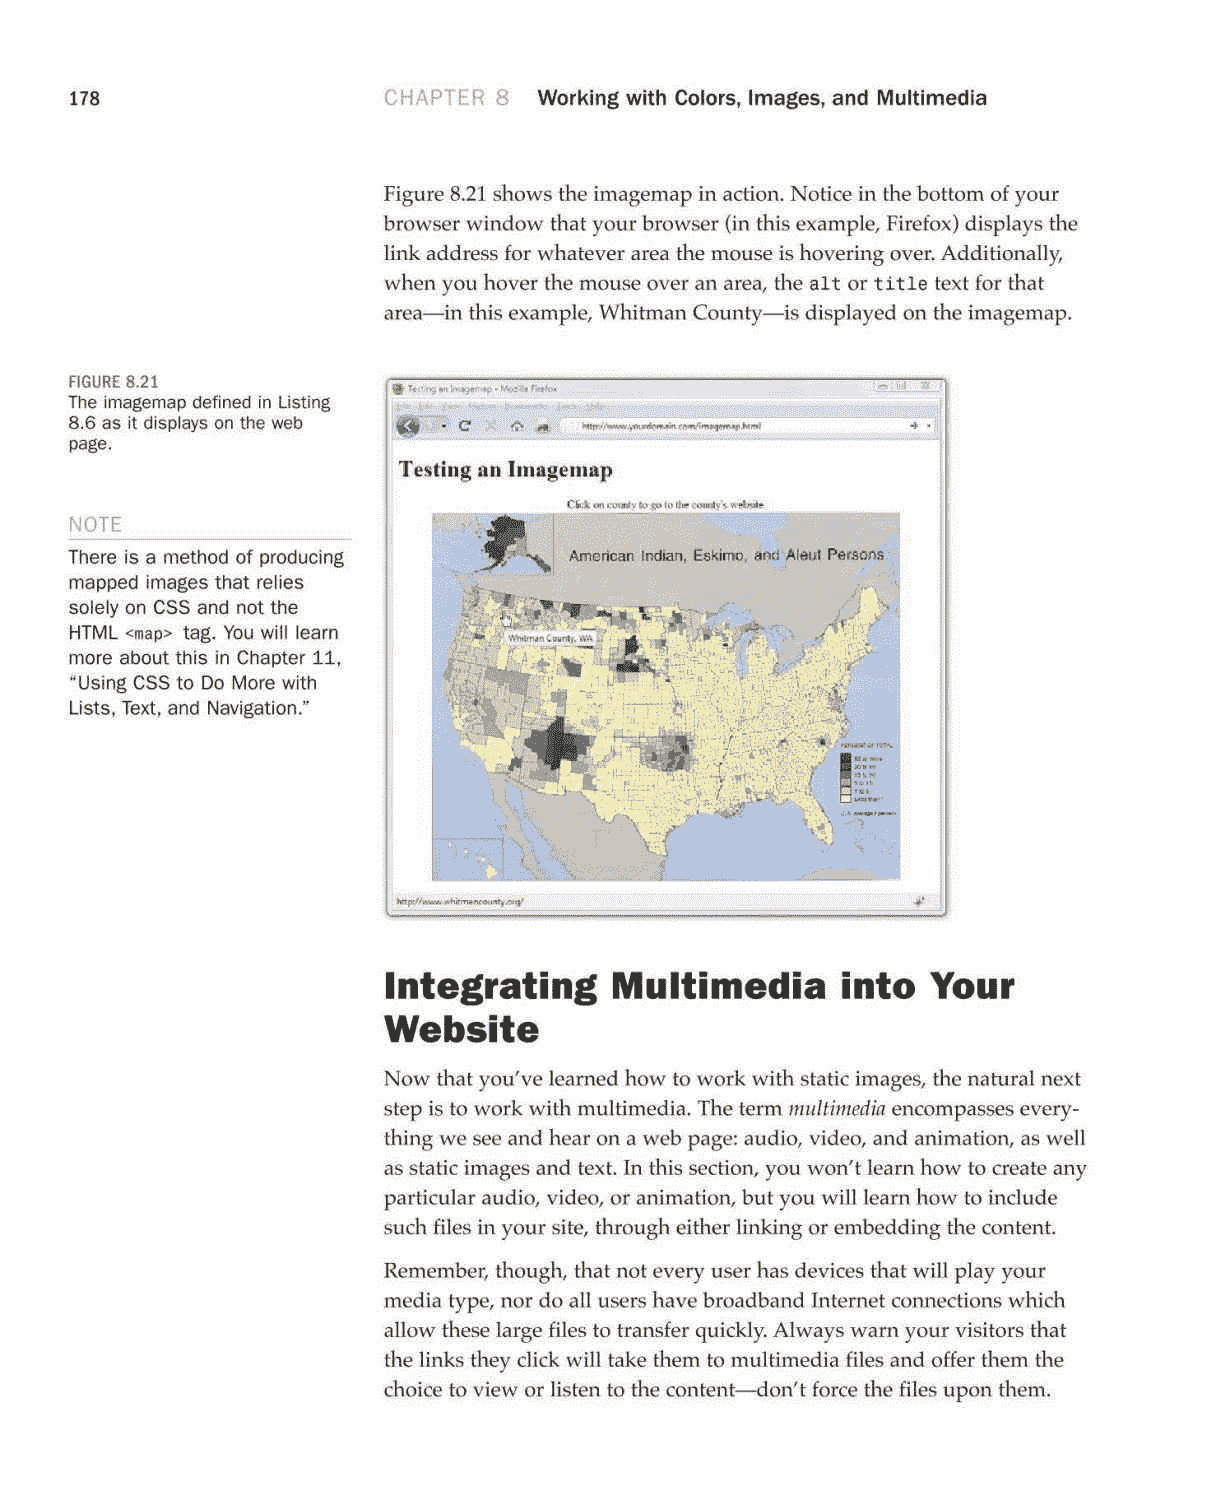 178
CHAPTER 8 Working with Colors, Images, and Multimedia
Figure 8.21 shows the imagemap in action. Notice in the bottom of your
browser window that your browser (in this example, Firefox) displays the
link address for whatever area the mouse is hovering over. Additionally,
when you hover the mouse over an area, the alt or title text for that
area—in this example, Whitman County—is displayed on the imagemap.
FIGURE 8.21
The imagemap defined in Listing
8.6 as it displays on the web
page.
NOTE
There is a method of producing
mapped images that relies
solely on CSS and not the
HTML <map> tag. You will learn
more about this in Chapter 11,
“Using CSS to Do More with
Lists, Text, and Navigation.”
Testing an Imagemap - Mozilla Firefox
http://www.yourdomain.com/imagemap.html
Testing an Imagemap
Click on county to go to the county's website
American Indian, Eskimo, and Aleut Persons
Whitman County, WA
http://www.whitmancounty.org/
Integrating Multimedia into Your
Website
Now that you’ve learned how to work with static images, the natural next
step is to work with multimedia. The term multimedia encompasses every-
thing we see and hear on a web page: audio, video, and animation, as well
as static images and text. In this section, you won’t learn how to create any
particular audio, video, or animation, but you will learn how to include
such files in your site, through either linking or embedding the content.
Remember, though, that not every user has devices that will play your
media type, nor do all users have broadband Internet connections which
allow these large files to transfer quickly. Always warn your visitors that
the links they click will take them to multimedia files and offer them the
choice to view or listen to the content—don’t force the files upon them.